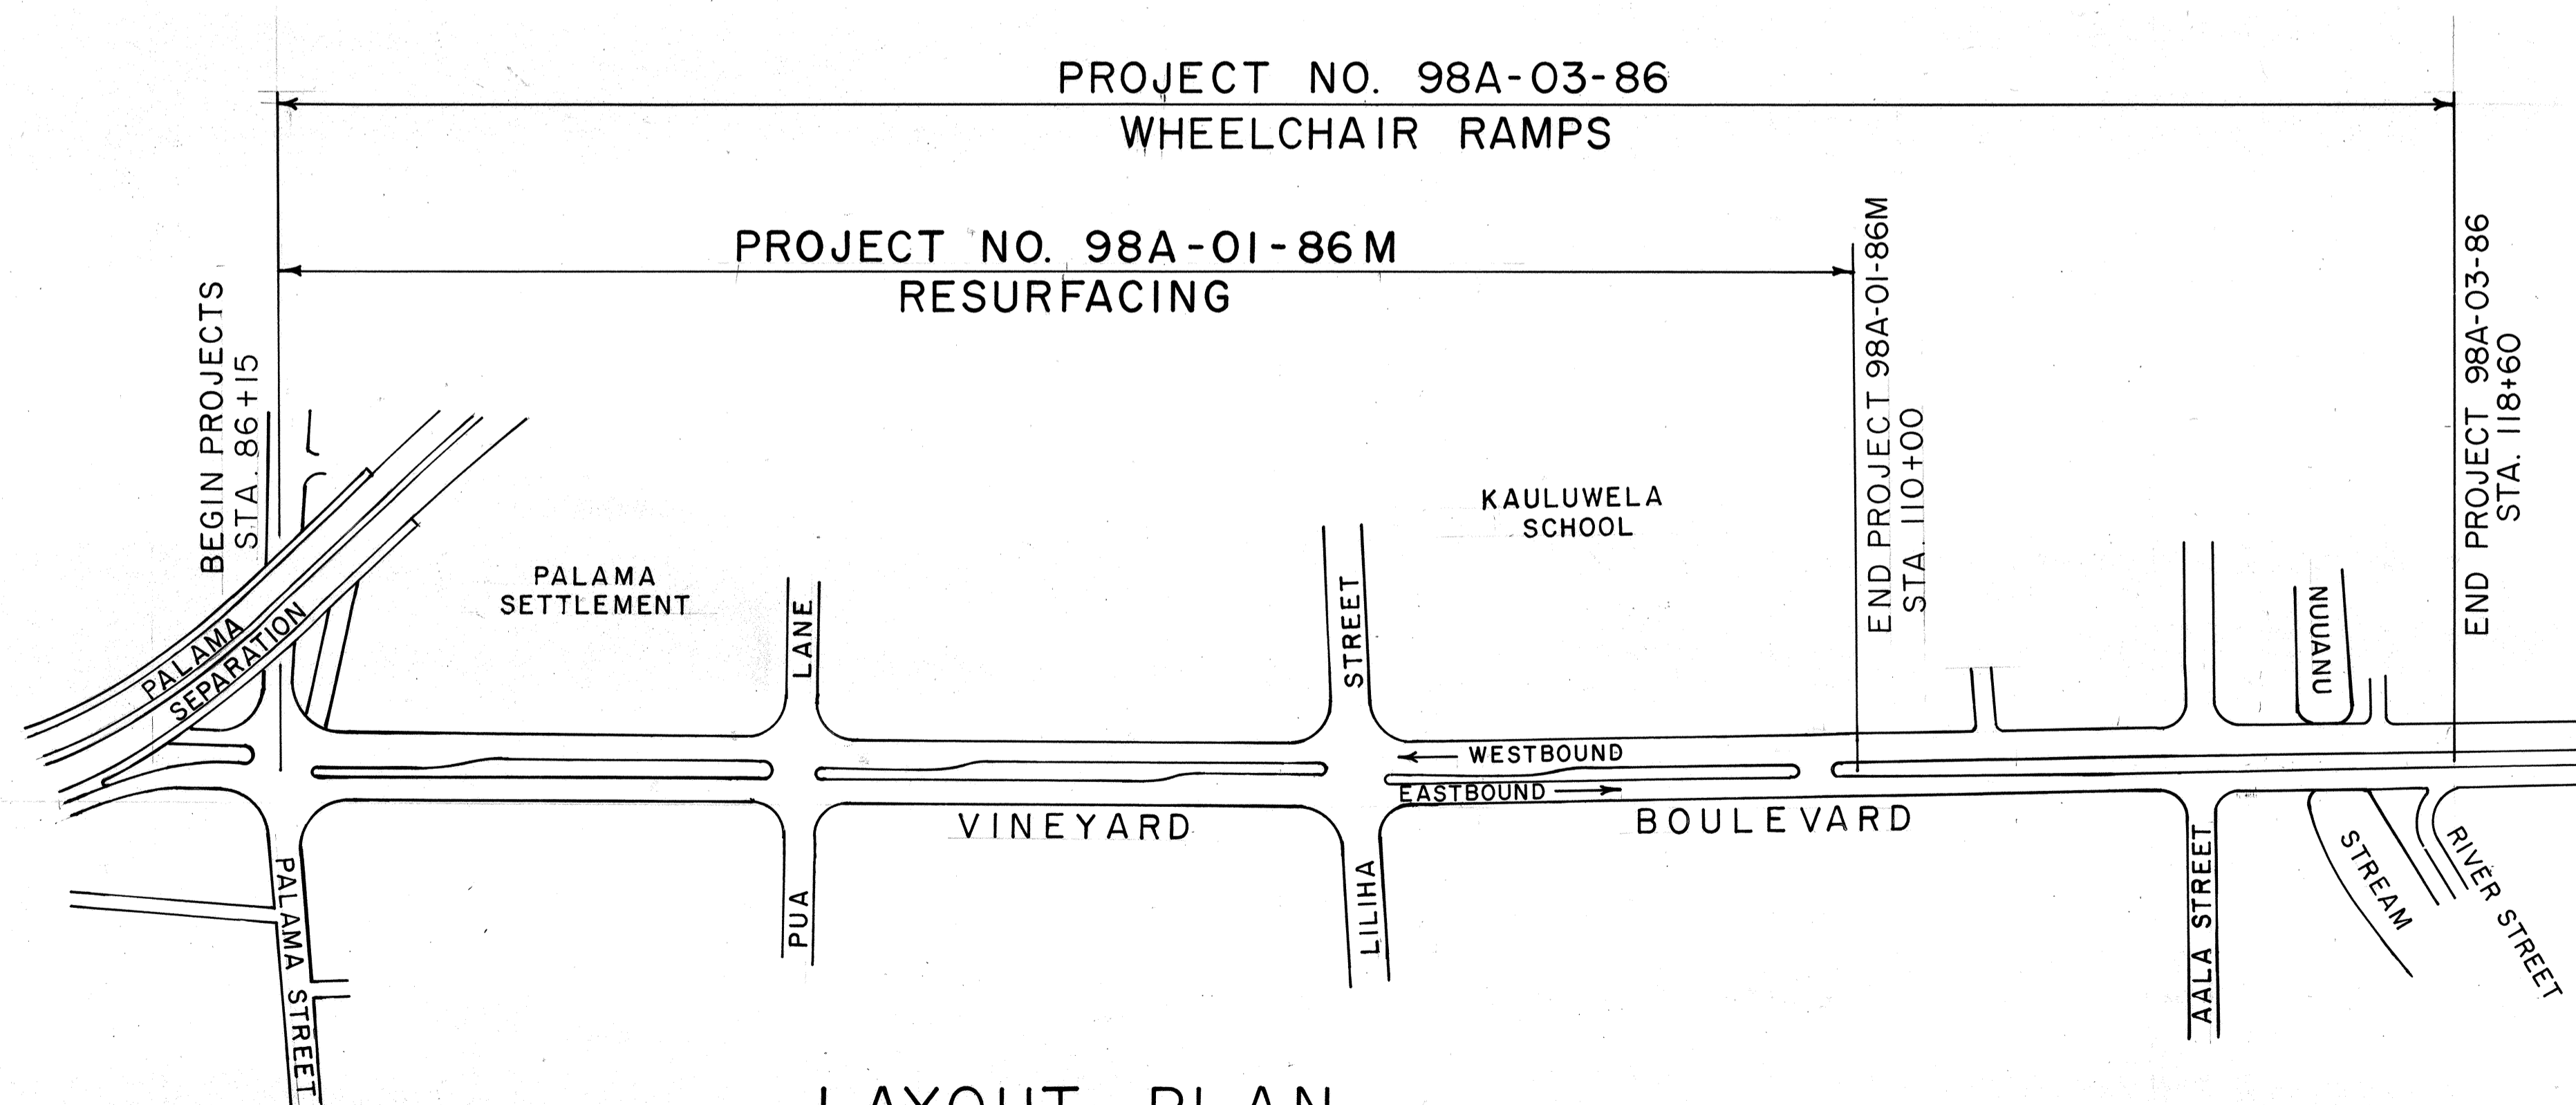 PROJECT NO. 98A-03-86
WHEELCHAIR RAMPS
PROJECT NO. 98A-01-86M
RESURFACING
BEGIN PROJECTS
STA. 86+15
END PROJECT 98A-01-86M
STA. 110+00
END PROJECT 98A-03-86
STA. 118+60
PALAMA
SEPARATION
PALAMA
SETTLEMENT
LANE
STREET
KAULUWELA
SCHOOL
NUUANU
WESTBOUND
EASTBOUND
VINEYARD
BOULEVARD
PALAMA STREET
PUA
LILIHA
AALA STREET
STREAM
RIVER STREET
LAYOUT PLAN